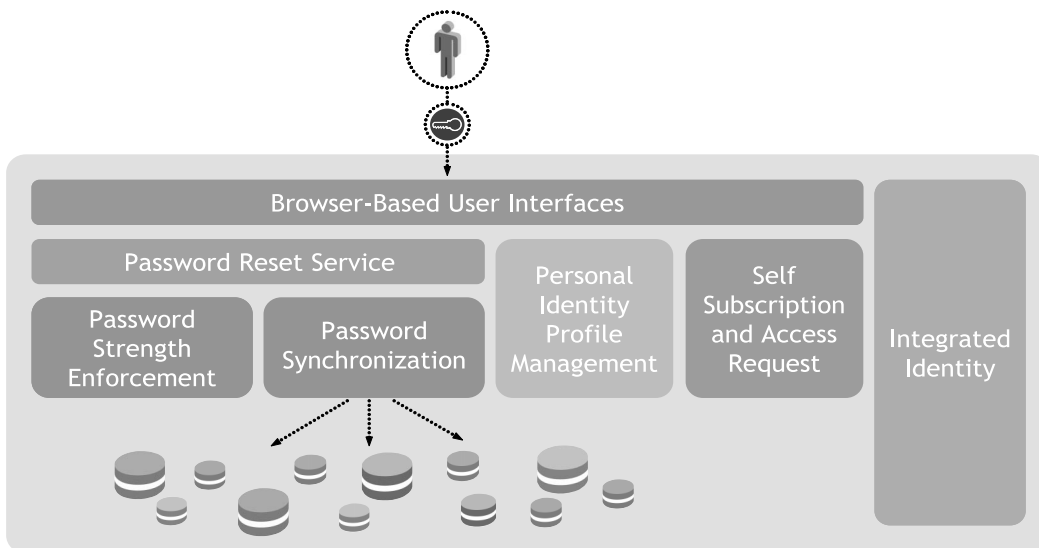 Browser-Based User Interfaces
Password Reset Service
Password
Strength
Enforcement
Password
Synchronization
Personal
Identity
Profile
Management
Self
Subscription
and Access
Request
Integrated
Identity